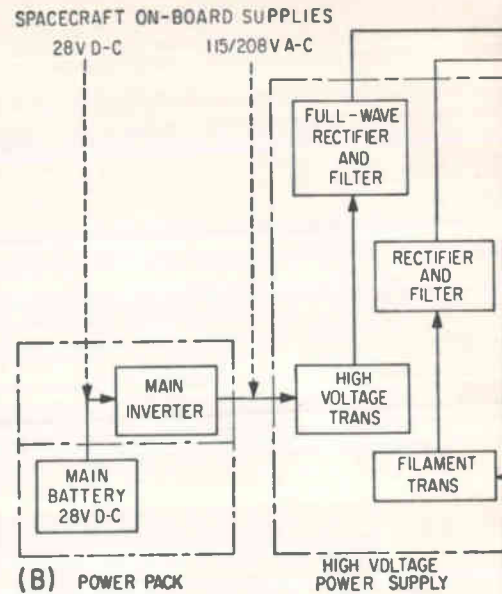 SPACECRAFT ON-BOARD SUPPLIES
28V D-C
115/208V A-C
FULL-WAVE
RECTIFIER
AND
FILTER
RECTIFIER
AND
FILTER
MAIN
INVERTER
HIGH
VOLTAGE
TRANS
MAIN
BATTERY
28V D-C
FILAMENT
TRANS
(B) POWER PACK
HIGH VOLTAGE
POWER SUPPLY